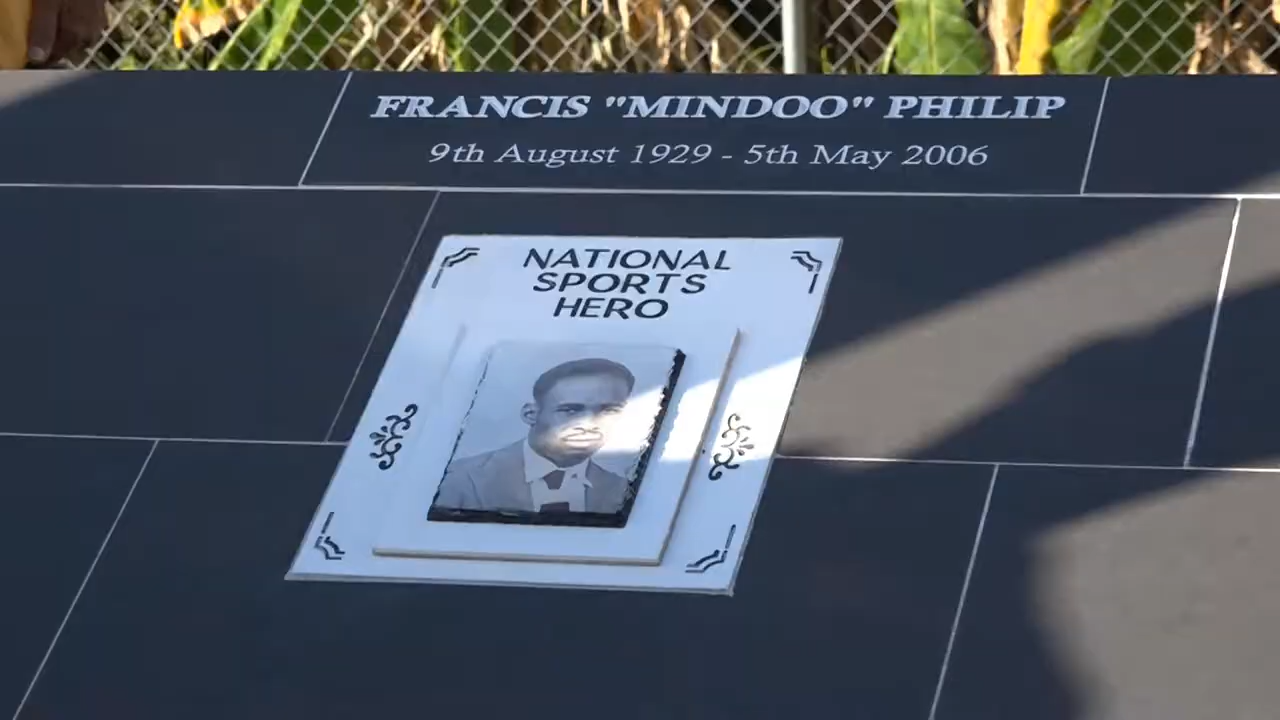 FRANCIS "MINDOO" PHILIP
9th August 1929 - 5th May 2006
NATIONAL
SPORTS
HERO